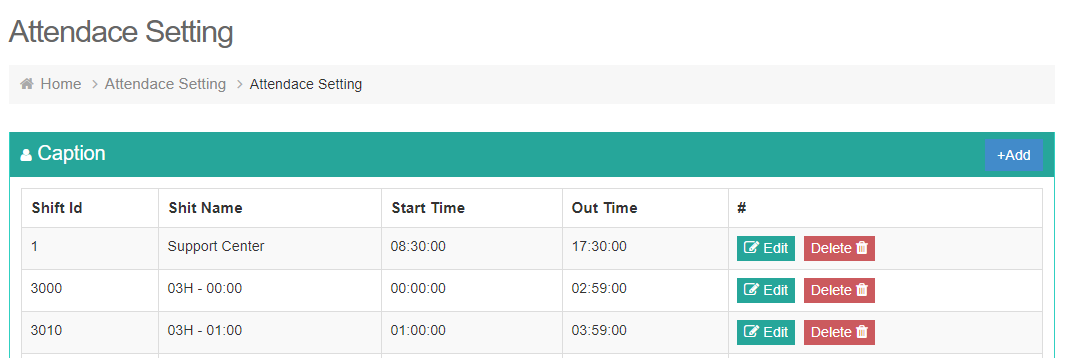 Attendace Setting
Home > Attendace Setting > Attendace Setting
Caption +Add
Shift Id Shit Name Start Time Out Time #
1 Support Center 08:30:00 17:30:00 Edit Delete
3000 03H - 00:00 00:00:00 02:59:00 Edit Delete
3010 03H - 01:00 01:00:00 03:59:00 Edit Delete